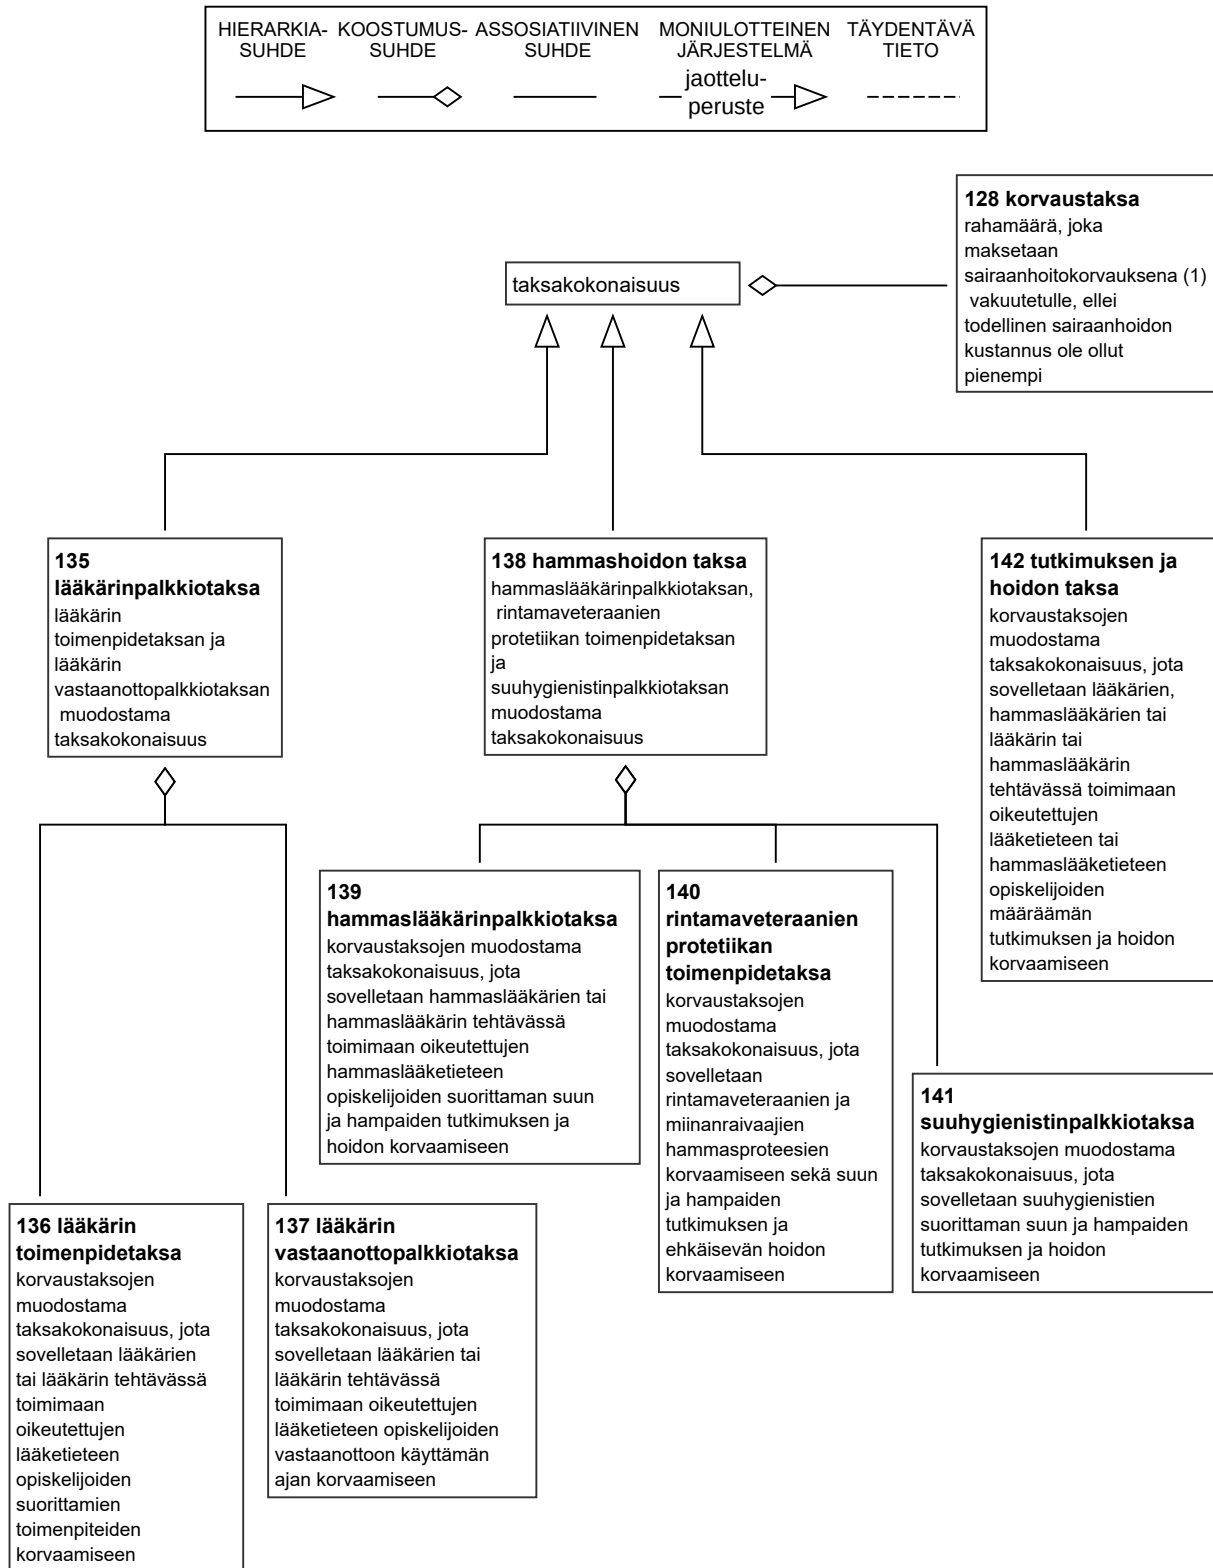 HIERARKIA-
SUHDE
KOOSTUMUS-
SUHDE
ASSOSIATIIVINEN
SUHDE
MONIULOTTEINEN
JÄRJESTELMÄ
jaottelu-
peruste
TÄYDENTÄVÄ
TIETO
128 korvaustaksa
rahamäärä, joka
maksetaan
sairaanhoitokorvauksena (1)
vakuutetulle, ellei
todellinen sairaanhoidon
kustannus ole ollut
pienempi
taksakokonaisuus
135
lääkärinpalkkiotaksa
lääkärin
toimenpidetaksan ja
lääkärin
vastaanottopalkkiotaksan
muodostama
taksakokonaisuus
138 hammashoidon taksa
hammaslääkärinpalkkiotaksan,
rintamaveteraanien
protetiikan toimenpidetaksan
ja
suuhygienistinpalkkiotaksan
muodostama
taksakokonaisuus
142 tutkimuksen ja
hoidon taksa
korvaustaksojen
muodostama
taksakokonaisuus, jota
sovelletaan lääkärien,
hammaslääkärien tai
lääkärin tai
hammaslääkärin
tehtävässä toimimaan
oikeutettujen
lääketieteen tai
hammaslääketieteen
opiskelijoiden
määräämän
tutkimuksen ja hoidon
korvaamiseen
139
hammaslääkärinpalkkiotaksa
korvaustaksojen muodostama
taksakokonaisuus, jota
sovelletaan hammaslääkärien tai
hammaslääkärin tehtävässä
toimimaan oikeutettujen
hammaslääketieteen
opiskelijoiden suorittaman suun
ja hampaiden tutkimuksen ja
hoidon korvaamiseen
140
rintamaveteraanien
protetiikan
toimenpidetaksa
korvaustaksojen
muodostama
taksakokonaisuus, jota
sovelletaan
rintamaveteraanien ja
miinanraivaajien
hammasproteesien
korvaamiseen sekä suun
ja hampaiden
tutkimuksen ja
ehkäisevän hoidon
korvaamiseen
141
suuhygienistinpalkkiotaksa
korvaustaksojen muodostama
taksakokonaisuus, jota
sovelletaan suuhygienistien
suorittaman suun ja hampaiden
tutkimuksen ja hoidon
korvaamiseen
136 lääkärin
toimenpidetaksa
korvaustaksojen
muodostama
taksakokonaisuus, jota
sovelletaan lääkärien
tai lääkärin tehtävässä
toimimaan
oikeutettujen
lääketieteen
opiskelijoiden
suorittamien
toimenpiteiden
korvaamiseen
137 lääkärin
vastaanottopalkkiotaksa
korvaustaksojen
muodostama
taksakokonaisuus, jota
sovelletaan lääkärien tai
lääkärin tehtävässä
toimimaan oikeutettujen
lääketieteen opiskelijoiden
vastaanottoon käyttämän
ajan korvaamiseen